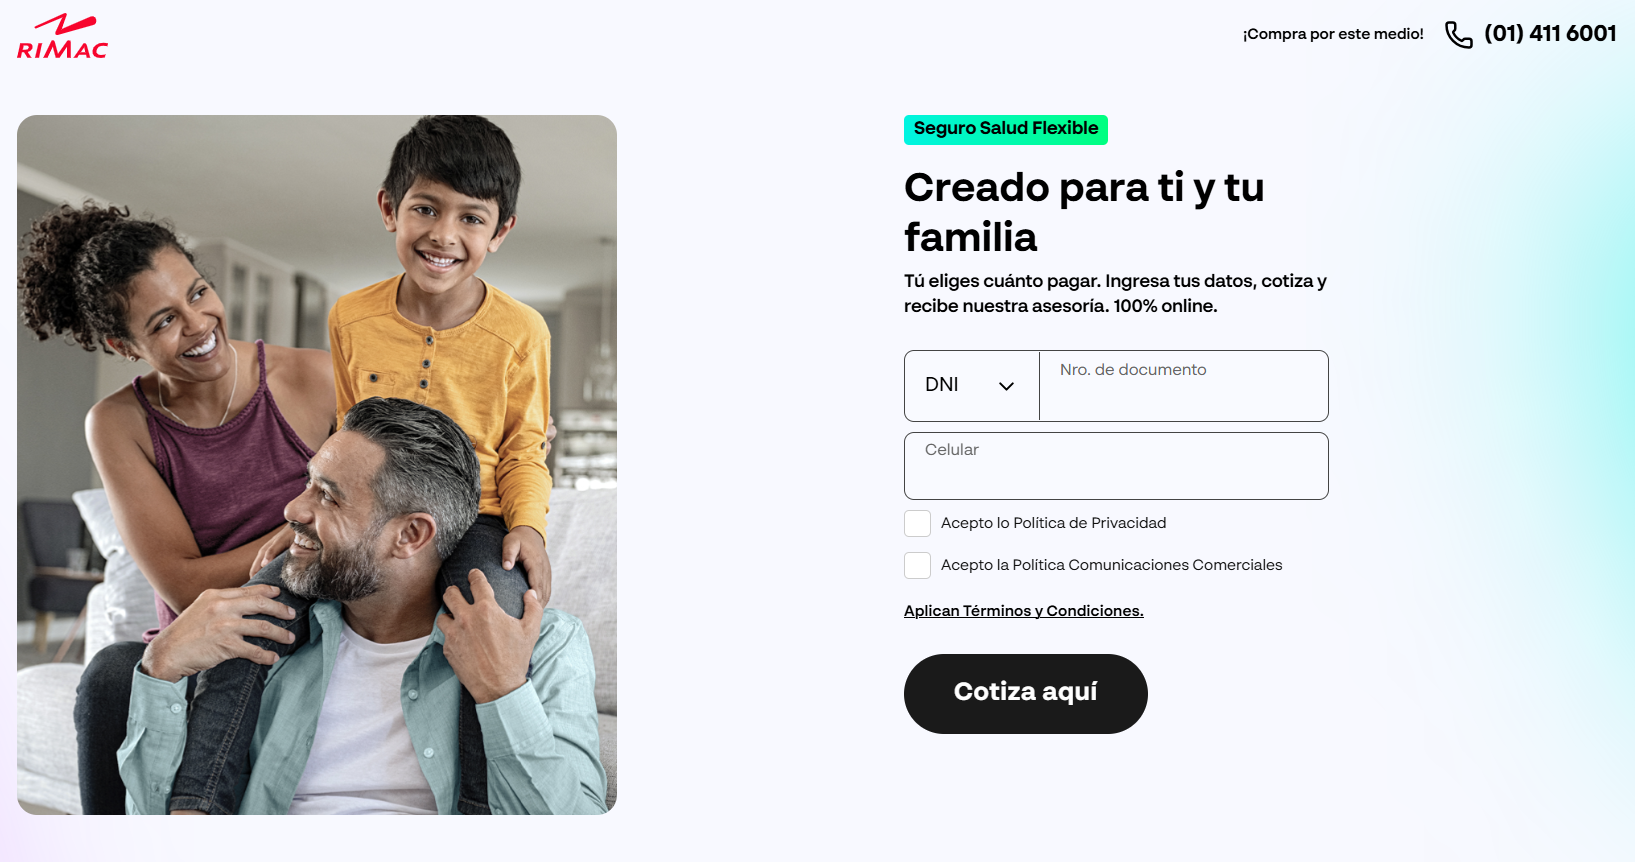 RIMAC
¡Compra por este medio!
(01) 411 6001
Seguro Salud Flexible
Creado para ti y tu
familia
Tú eliges cuánto pagar. Ingresa tus datos, cotiza y
recibe nuestra asesoría. 100% online.
DNI
Nro. de documento
Celular
Acepto lo Política de Privacidad
Acepto la Política Comunicaciones Comerciales
Aplican Términos y Condiciones.
Cotiza aquí